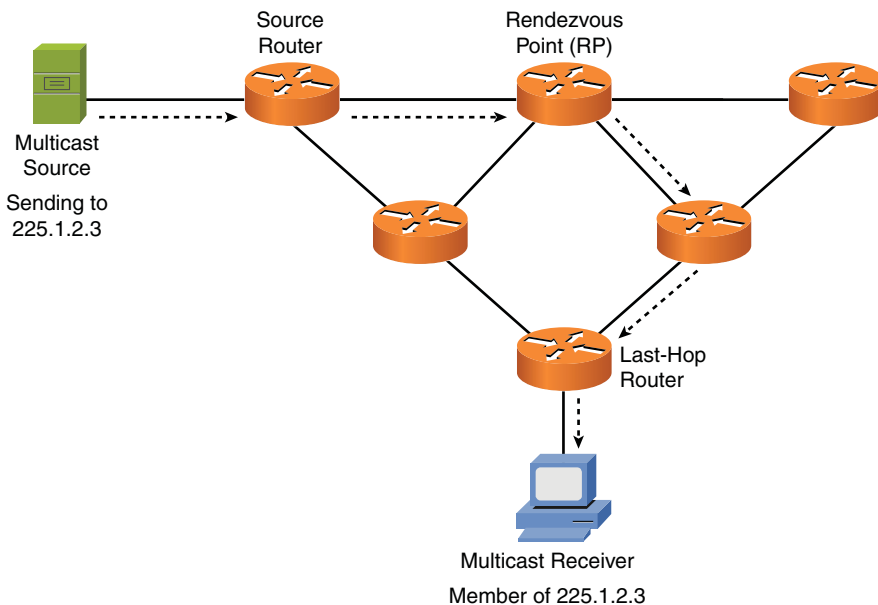 Source
Router
Rendezvous
Point (RP)
Multicast
Source
Sending to
225.1.2.3
Last-Hop
Router
Multicast Receiver
Member of 225.1.2.3